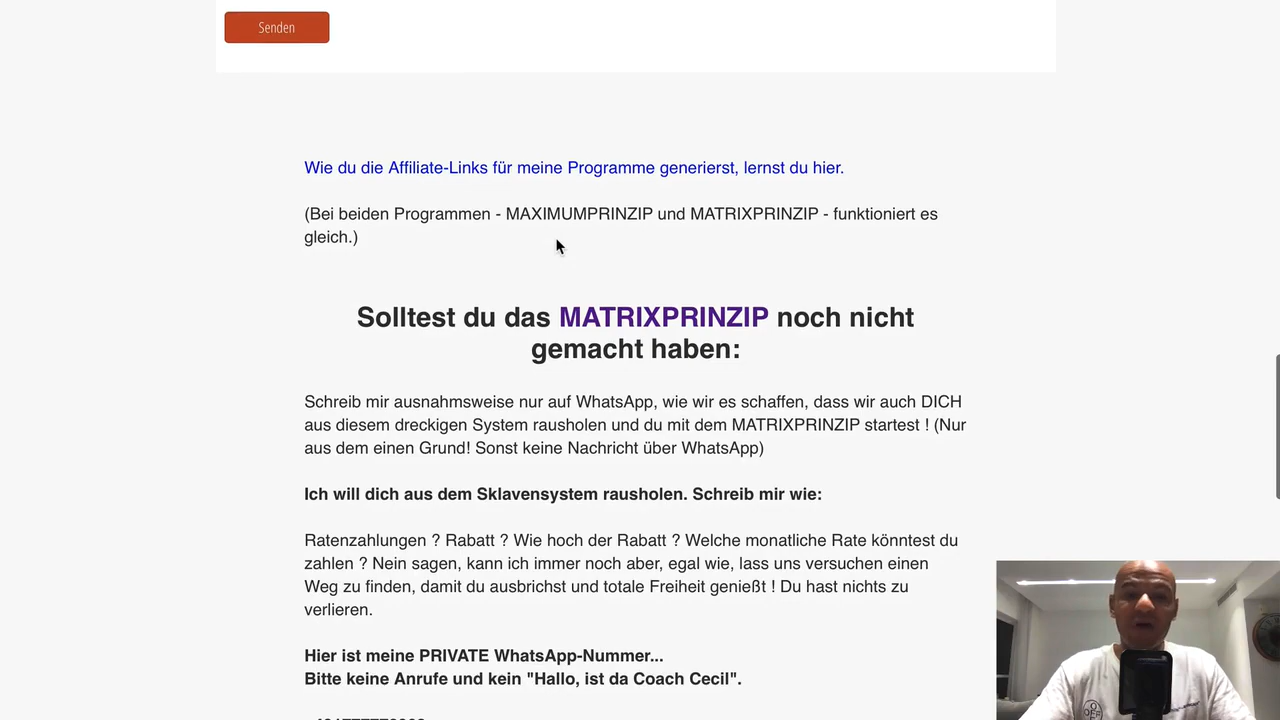 Senden
Wie du die Affiliate-Links für meine Programme generierst, lernst du hier.
(Bei beiden Programmen - MAXIMUMPRINZIP und MATRIXPRINZIP - funktioniert es
gleich.)
Solltest du das MATRIXPRINZIP noch nicht
gemacht haben:
Schreib mir ausnahmsweise nur auf WhatsApp, wie wir es schaffen, dass wir auch DICH
aus diesem dreckigen System rausholen und du mit dem MATRIXPRINZIP startest ! (Nur
aus dem einen Grund! Sonst keine Nachricht über WhatsApp)
Ich will dich aus dem Sklavensystem rausholen. Schreib mir wie:
Ratenzahlungen ? Rabatt ? Wie hoch der Rabatt ? Welche monatliche Rate könntest du
zahlen ? Nein sagen, kann ich immer noch aber, egal wie, lass uns versuchen einen
Weg zu finden, damit du ausbrichst und totale Freiheit genießt ! Du hast nichts zu
verlieren.
Hier ist meine PRIVATE WhatsApp-Nummer...
Bitte keine Anrufe und kein "Hallo, ist da Coach Cecil".